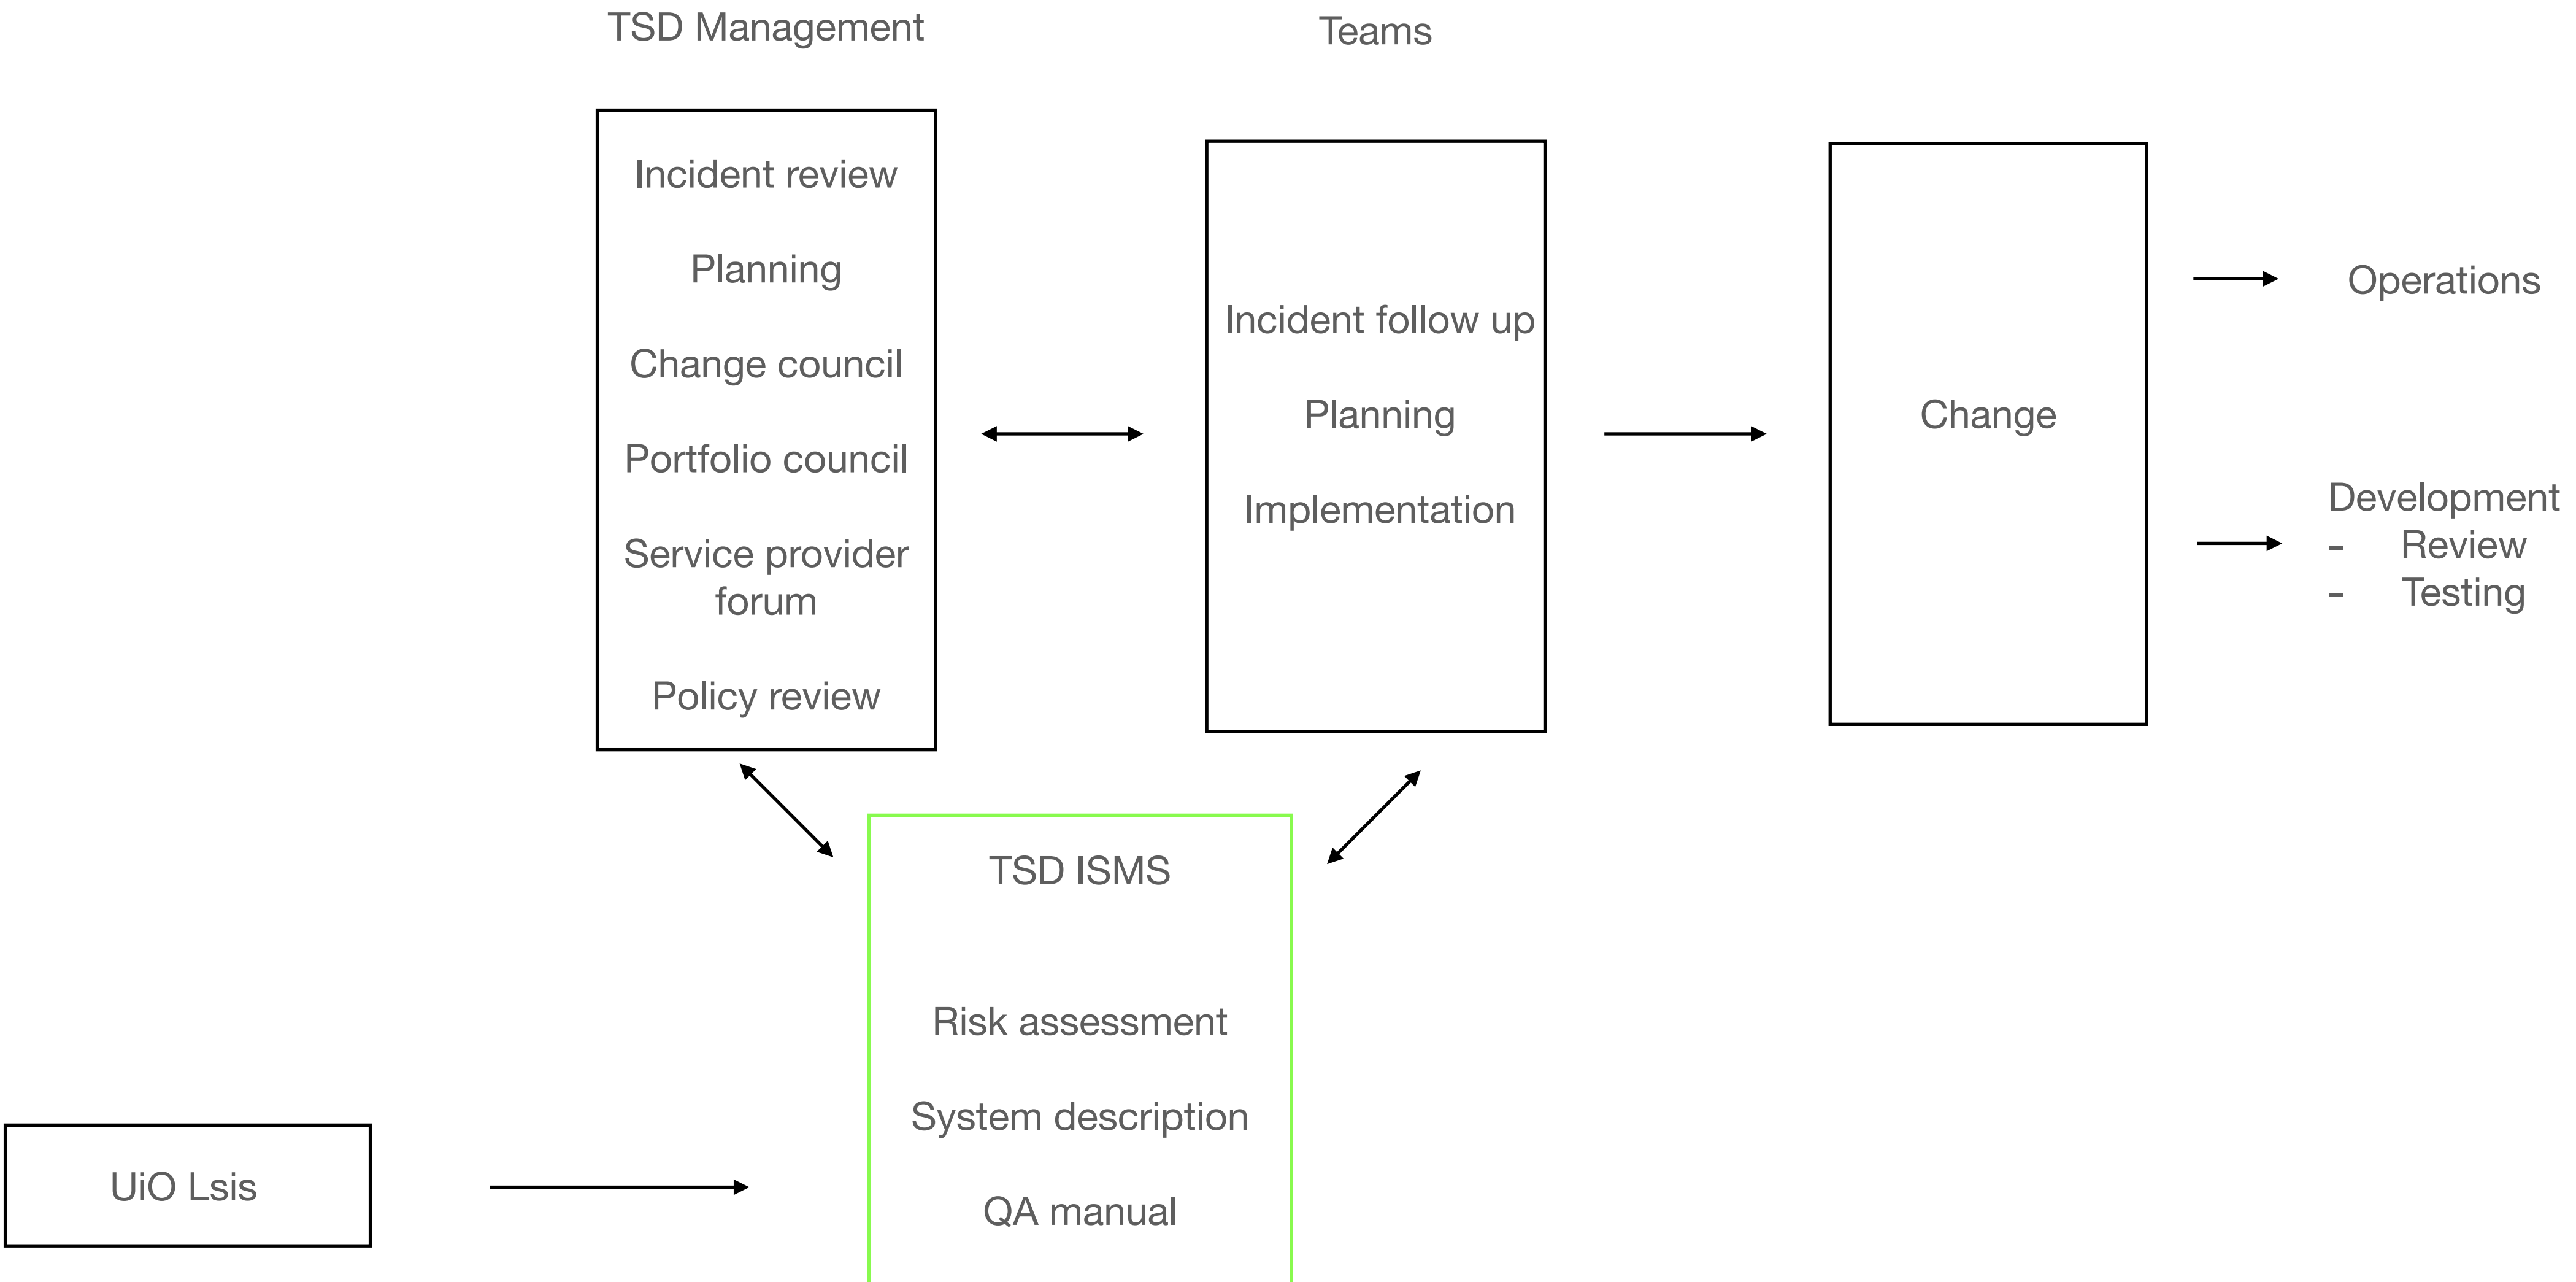 TSD Management
Teams
Incident review
Planning
Change council
Portfolio council
Service provider
forum
Policy review
Incident follow up
Planning
Implementation
Change
Operations
Development
- Review
- Testing
TSD ISMS
Risk assessment
System description
QA manual
UiO Lsis